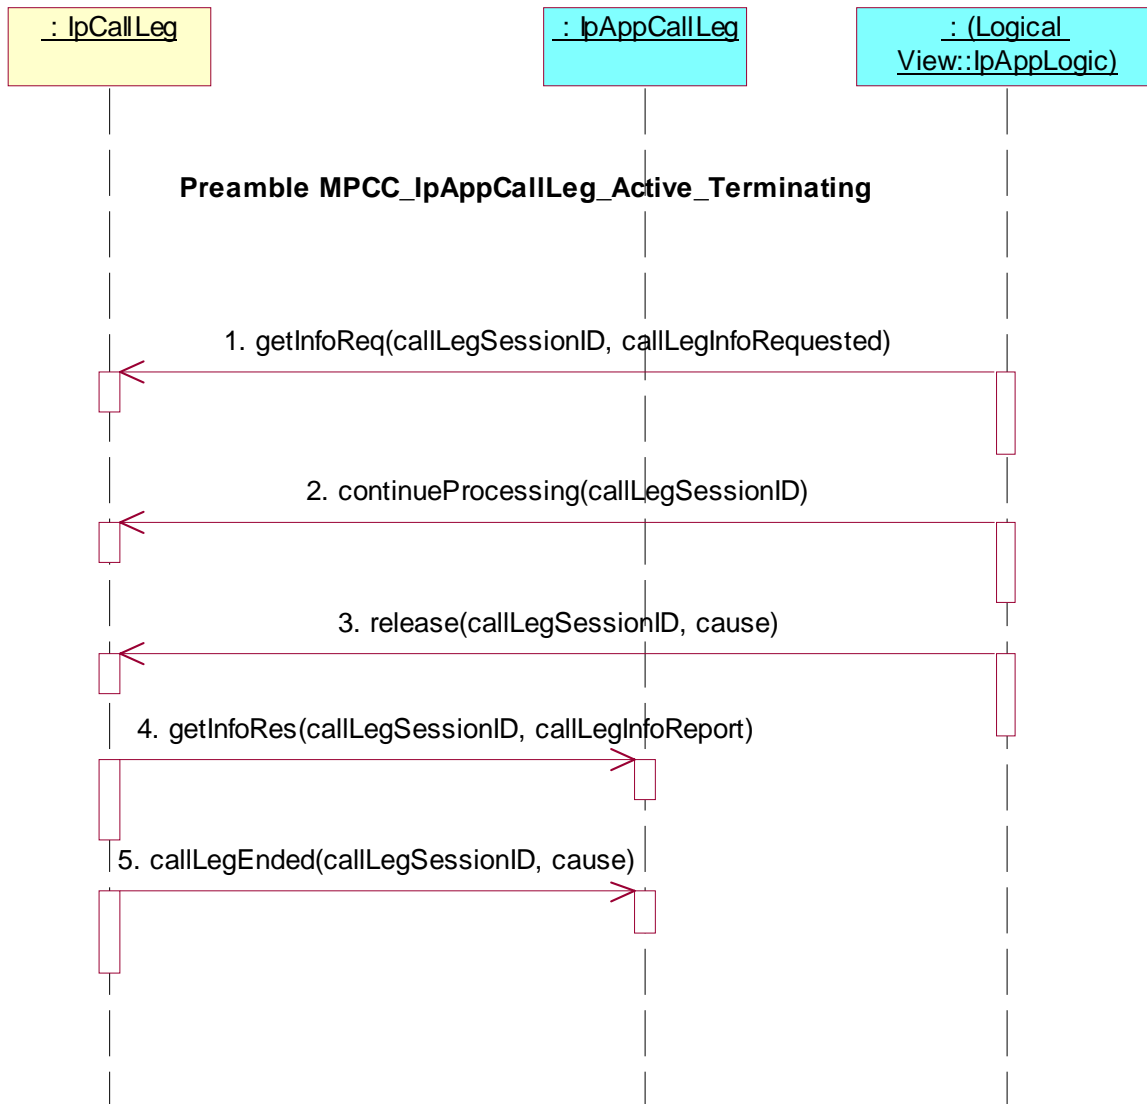 : IpCallLeg
: IpAppCallLeg
: (Logical
View::IpAppLogic)
Preamble MPCC_IpAppCallLeg_Active_Terminating
1. getInfoReq(callLegSessionID, callLegInfoRequested)
2. continueProcessing(callLegSessionID)
3. release(callLegSessionID, cause)
4. getInfoRes(callLegSessionID, callLegInfoReport)
5. callLegEnded(callLegSessionID, cause)